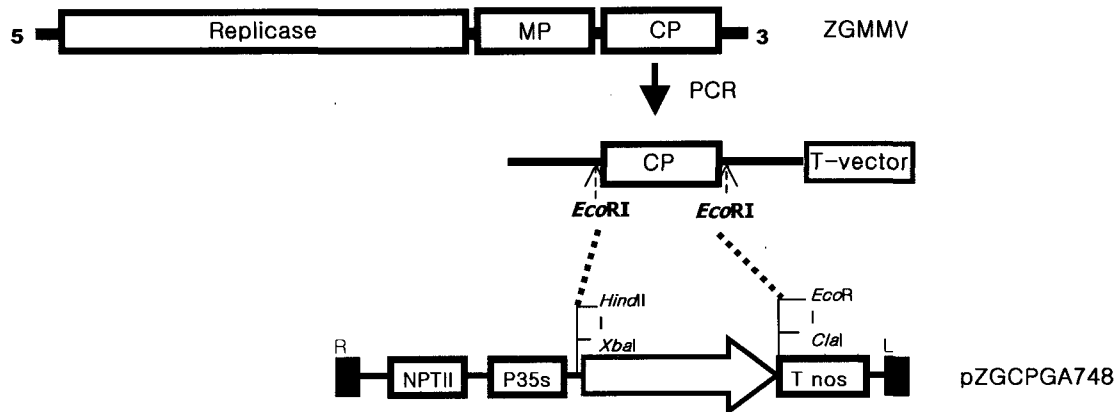 5 Replicase MP CP 3 ZGMMV
PCR
CP T-vector
EcoRI EcoRI
HindII EcoR
I I
XbaI ClaI
R L
NPTII P35s T nos pZGCPGA748